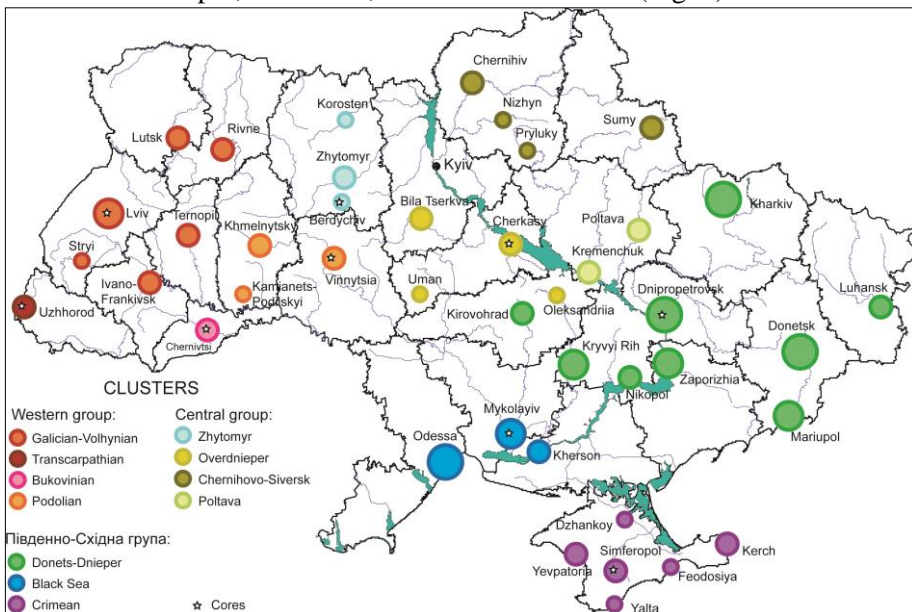 Chernihiv
Korosten
Nizhyn
Sumy
Lutsk
Rivne
Pryluky
Zhytomyr
Kyiv
Kharkiv
Lviv
Ternopil
Khmelnytsky
Berdychiv
Bila Tserkva
Cherkasy
Poltava
Stryi
Vinnytsia
Kremenchuk
Ivano-
Frankivsk
Kamianets-
Podilskyi
Uman
Dnipropetrovsk
Luhansk
Uzhhorod
Kirovohrad
Oleksandriia
Donetsk
Chernivtsi
Kryvyi Rih
Zaporizhia
Nikopol
Mykolayiv
Mariupol
Odessa
Kherson
Dzhankoy
Simferopol
Kerch
Yevpatoria
Feodosiya
Yalta
CLUSTERS
Western group:
Galician-Volhynian
Transcarpathian
Bukovinian
Podolian
Central group:
Zhytomyr
Overdnieper
Chernihovo-Siversk
Poltava
Південно-Східна група:
Donets-Dnieper
Black Sea
Crimean
Cores